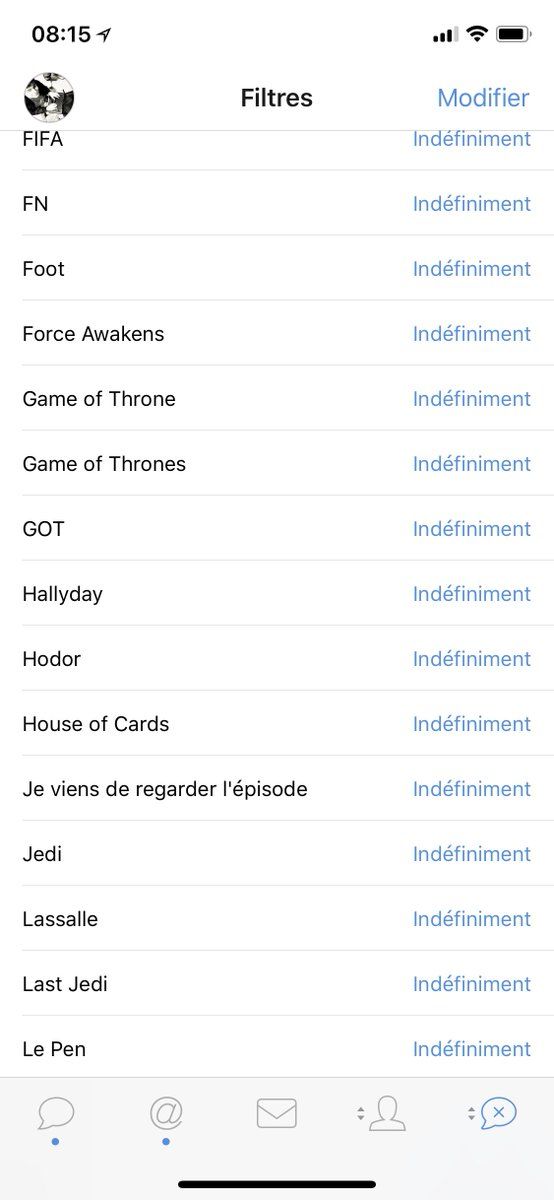 08:15
Filtres
Modifier
FIFA Indéfiniment
FN Indéfiniment
Foot Indéfiniment
Force Awakens Indéfiniment
Game of Throne Indéfiniment
Game of Thrones Indéfiniment
GOT Indéfiniment
Hallyday Indéfiniment
Hodor Indéfiniment
House of Cards Indéfiniment
Je viens de regarder l'épisode Indéfiniment
Jedi Indéfiniment
Lassalle Indéfiniment
Last Jedi Indéfiniment
Le Pen Indéfiniment